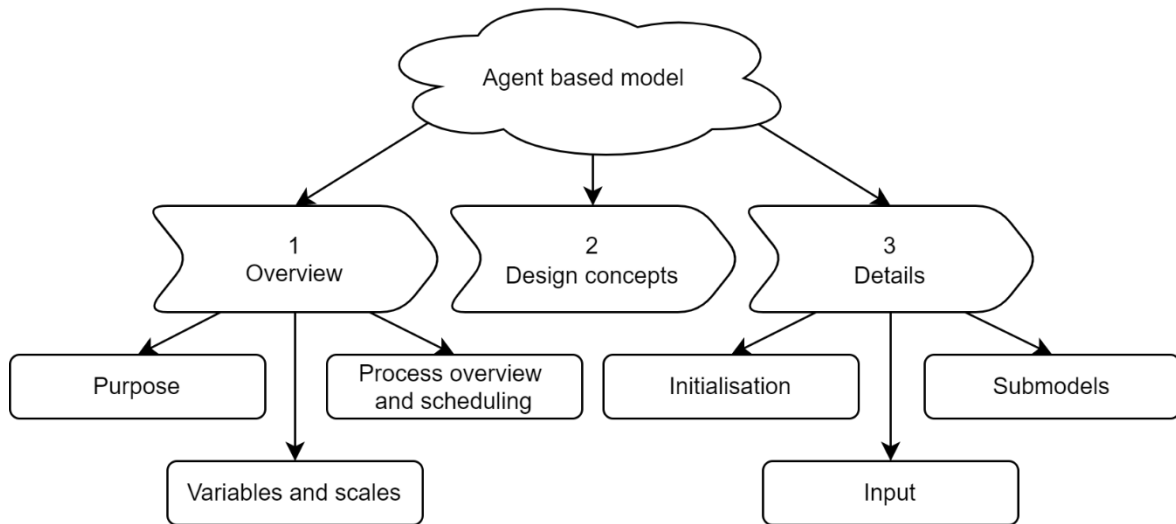 Agent based model
1
Overview
2
Design concepts
3
Details
Purpose
Process overview
and scheduling
Initialisation
Submodels
Variables and scales
Input